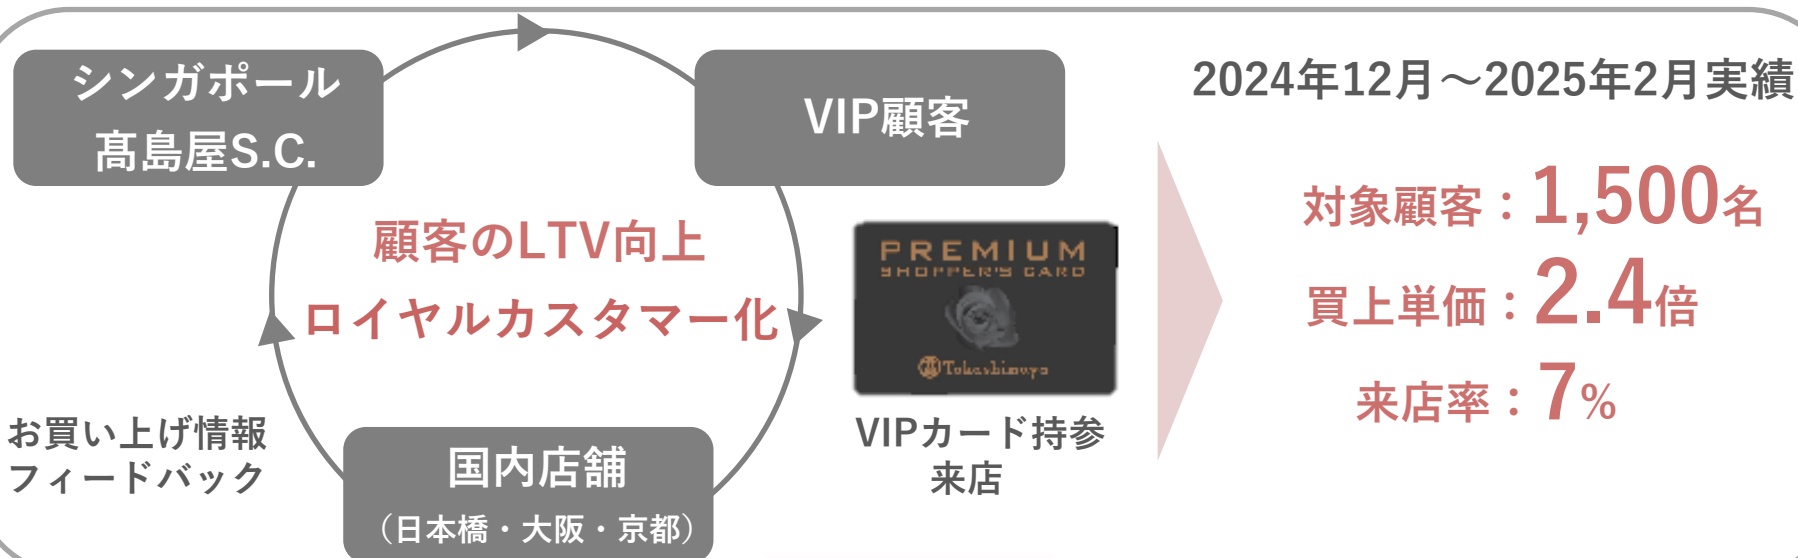 シンガポール
髙島屋S.C.
VIP顧客
顧客のLTV向上
ロイヤルカスタマー化
PREMIUM
SHOPPER'S CARD
Takashimaya
VIPカード持参
来店
お買い上げ情報
フィードバック
国内店舗
（日本橋・大阪・京都）
2024年12月～2025年2月実績
対象顧客：1,500名
買上単価：2.4倍
来店率：7%